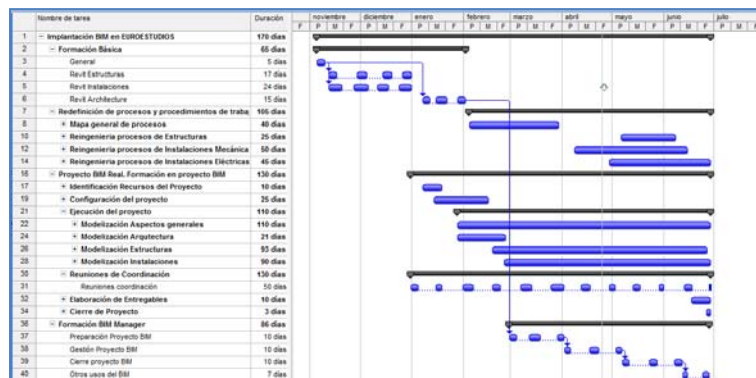 Nombre de tarea Duración noviembre diciembre enero febrero marzo abril mayo junio jul
F P M F P M F P M F P M F P M F P M F P M F P M F P
1 Implantación BIM en EUROESTUDIOS 170 días
2 Formación Básica 65 días
3 General 5 días
4 Revit Estructuras 17 días
5 Revit Instalaciones 24 días
6 Revit Architecture 15 días
7 Redefinición de procesos y procedimientos de traba 105 días
8 Mapa general de procesos 40 días
10 Reingeniería procesos de Estructuras 25 días
12 Reingeniería procesos de Instalaciones Mecánica 50 días
14 Reingeniería procesos de Instalaciones Eléctricas 45 días
16 Proyecto BIM Real. Formación en proyecto BIM 130 días
17 Identificación Recursos del Proyecto 10 días
19 Configuración del proyecto 25 días
21 Ejecución del proyecto 110 días
22 Modelización Aspectos generales 110 días
24 Modelización Arquitectura 21 días
26 Modelización Estructuras 93 días
28 Modelización Instalaciones 90 días
30 Reuniones de Coordinación 130 días
31 Reuniones coordinación 50 días
32 Elaboración de Entregables 10 días
34 Cierre de Proyecto 3 días
36 Formación BIM Manager 86 días
37 Preparación Proyecto BIM 10 días
38 Gestión Proyecto BIM 10 días
39 Cierre proyecto BIM 10 días
40 Otros usos del BIM 7 días